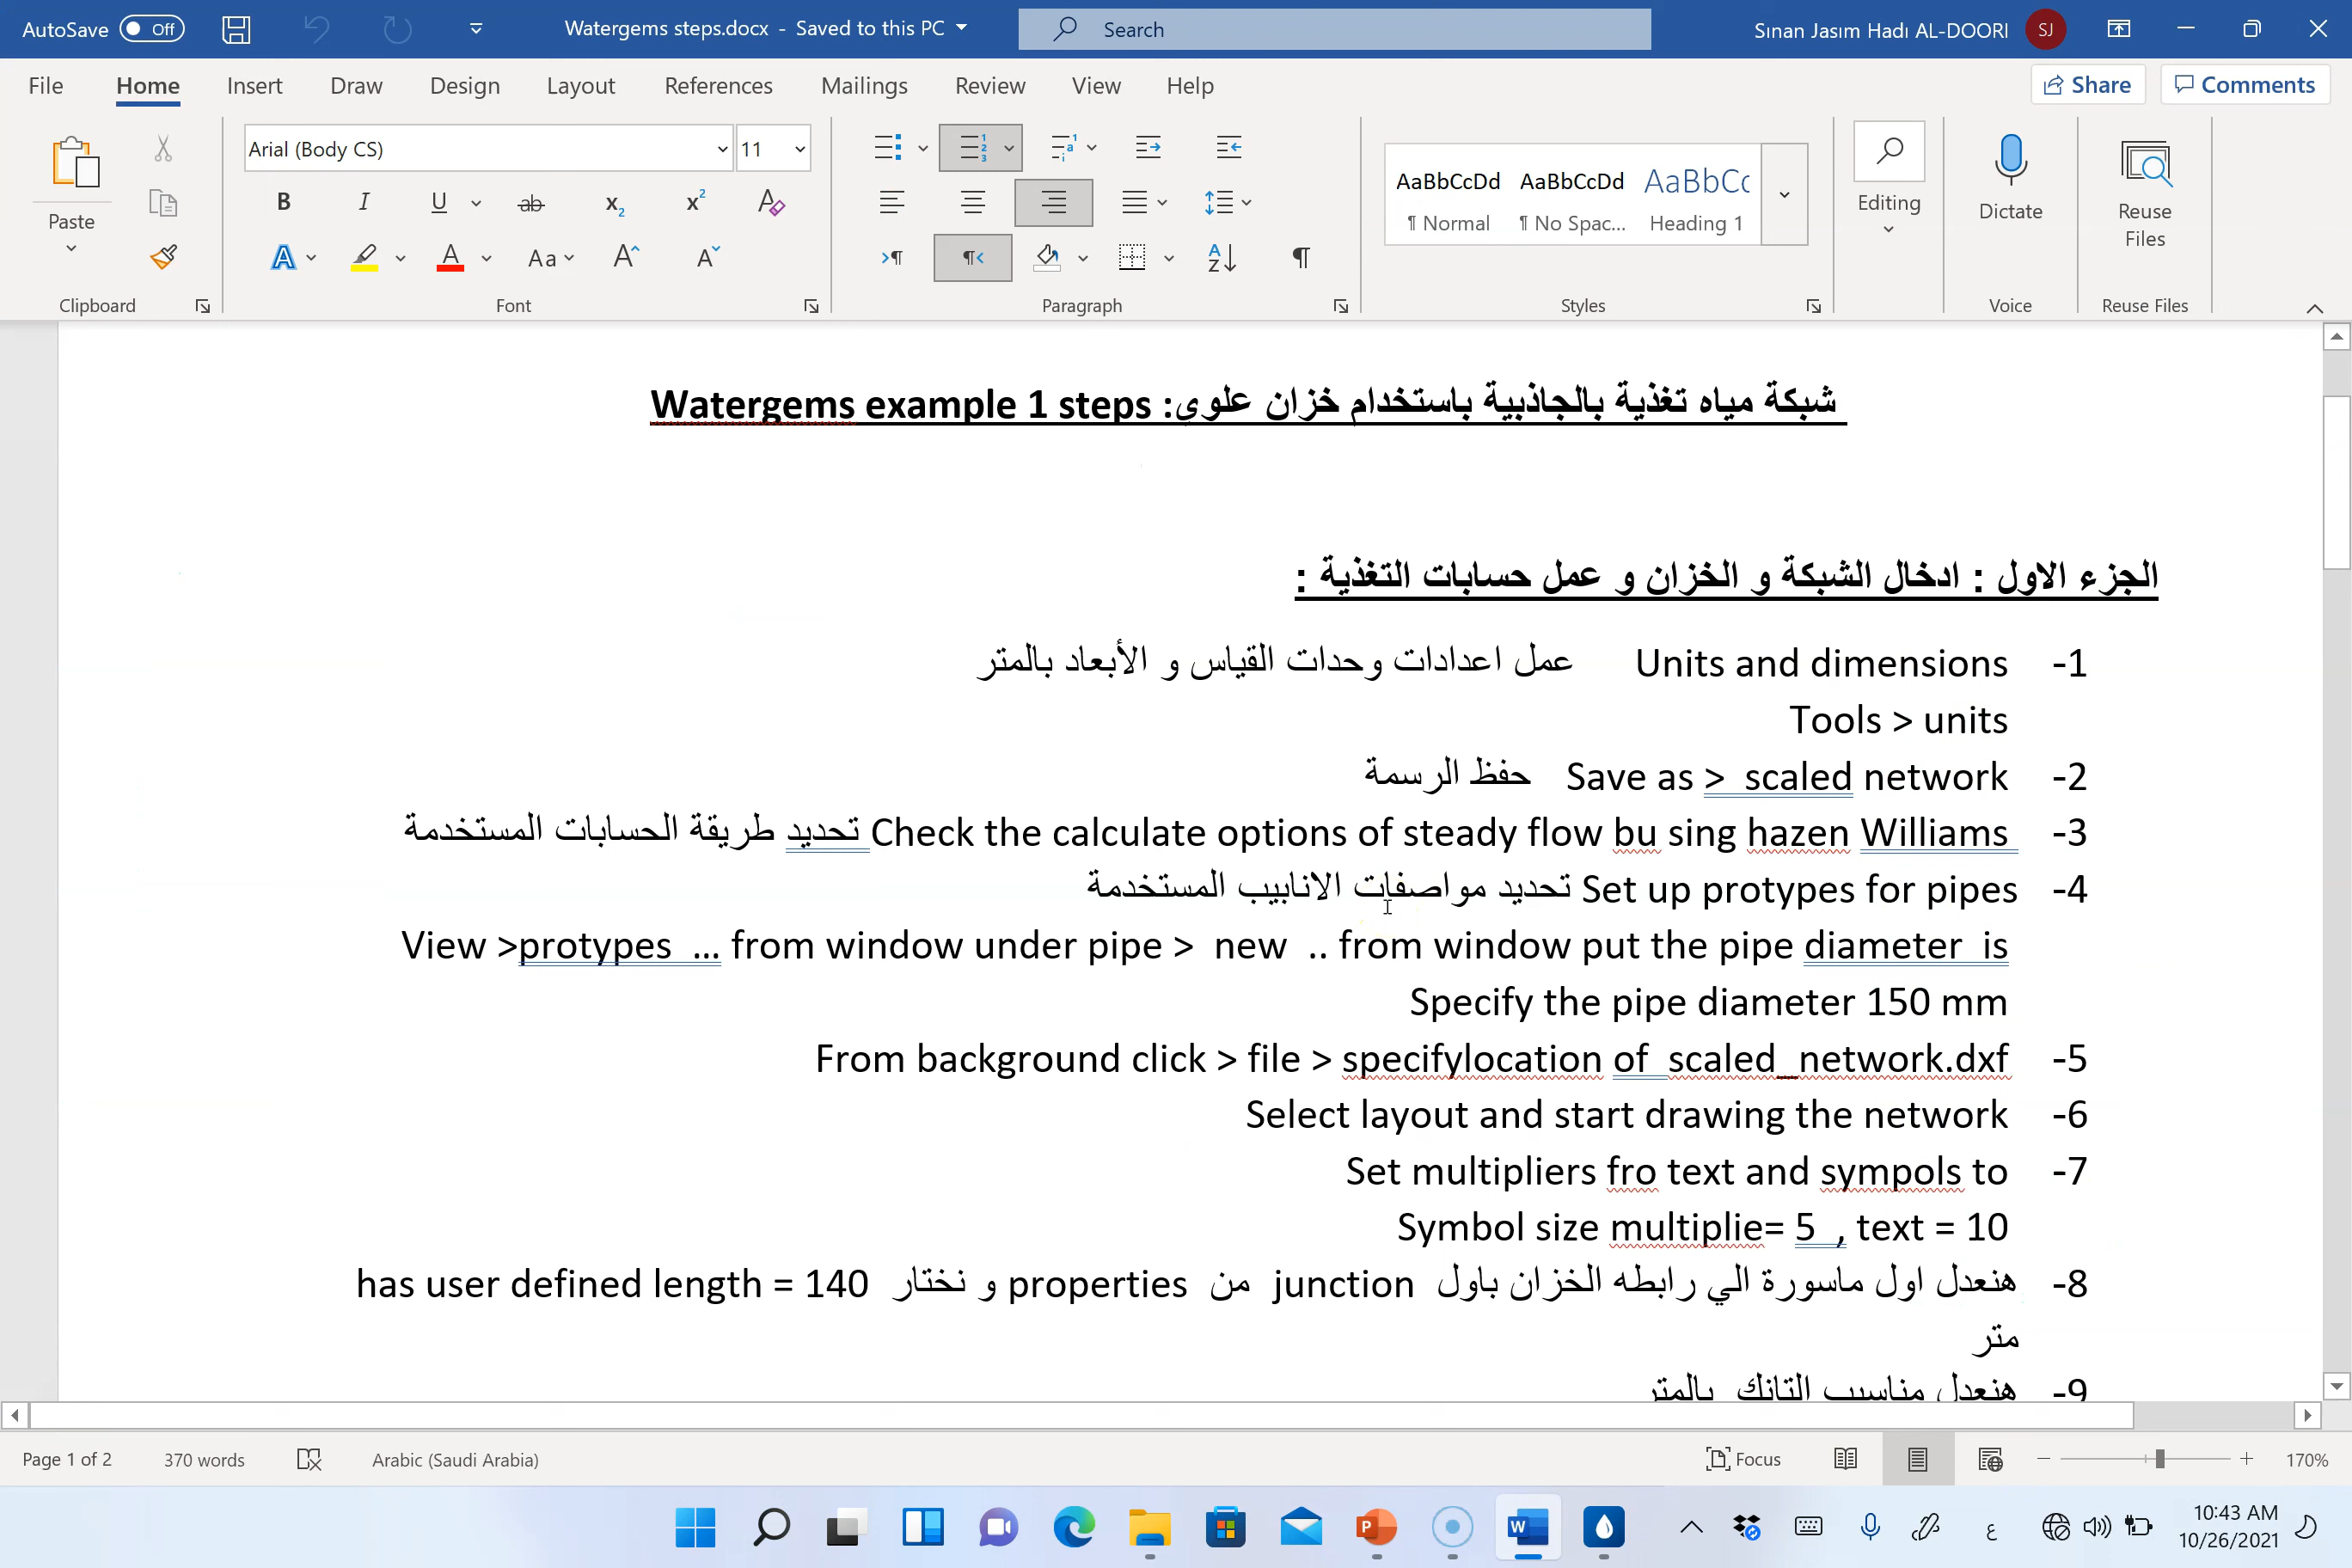 AutoSave Off Watergems steps.docx - Saved to this PC Search Sınan Jasım Hadı AL-DOORI SJ
File Home Insert Draw Design Layout References Mailings Review View Help Share Comments
Arial (Body CS) 11
Paste
AaBbCcDd AaBbCcDd AaBbCc
¶ Normal ¶ No Spac... Heading 1
Editing Dictate Reuse Files
Clipboard Font Paragraph Styles Voice Reuse Files
شبكة مياه تغذية بالجاذبية باستخدام خزان علوي: Watergems example 1 steps
الجزء الاول : ادخال الشبكة و الخزان و عمل حسابات التغذية :
1- Units and dimensions عمل اعدادات وحدات القياس و الأبعاد بالمتر
Tools > units
2- Save as > scaled network حفظ الرسمة
3- Check the calculate options of steady flow bu sing hazen Williams تحديد طريقة الحسابات المستخدمة
4- Set up protypes for pipes تحديد مواصفات الانابيب المستخدمة
View >protypes ... from window under pipe > new .. from window put the pipe diameter is
Specify the pipe diameter 150 mm
5- From background click > file > specifylocation of scaled_network.dxf
6- Select layout and start drawing the network
7- Set multipliers fro text and sympols to
Symbol size multiplie= 5 , text = 10
8- هنعدل اول ماسورة الي رابطه الخزان باول junction من properties و نختار has user defined length = 140
متر
9- هنعدل مناسيب التانك بالمتر
Page 1 of 2 370 words Arabic (Saudi Arabia) Focus 170%
ع 10:43 AM
10/26/2021